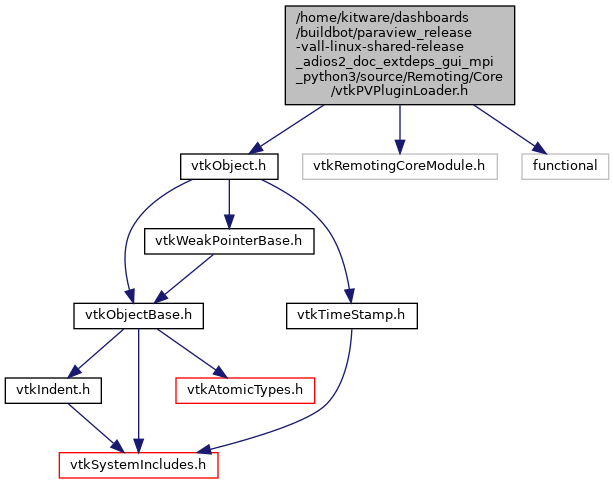 /home/kitware/dashboards
/buildbot/paraview_release
-vall-linux-shared-release
_adios2_doc_extdeps_gui_mpi
_python3/source/Remoting/Core
/vtkPVPluginLoader.h
vtkObject.h
vtkRemotingCoreModule.h
functional
vtkWeakPointerBase.h
vtkObjectBase.h
vtkTimeStamp.h
vtkIndent.h
vtkAtomicTypes.h
vtkSystemIncludes.h